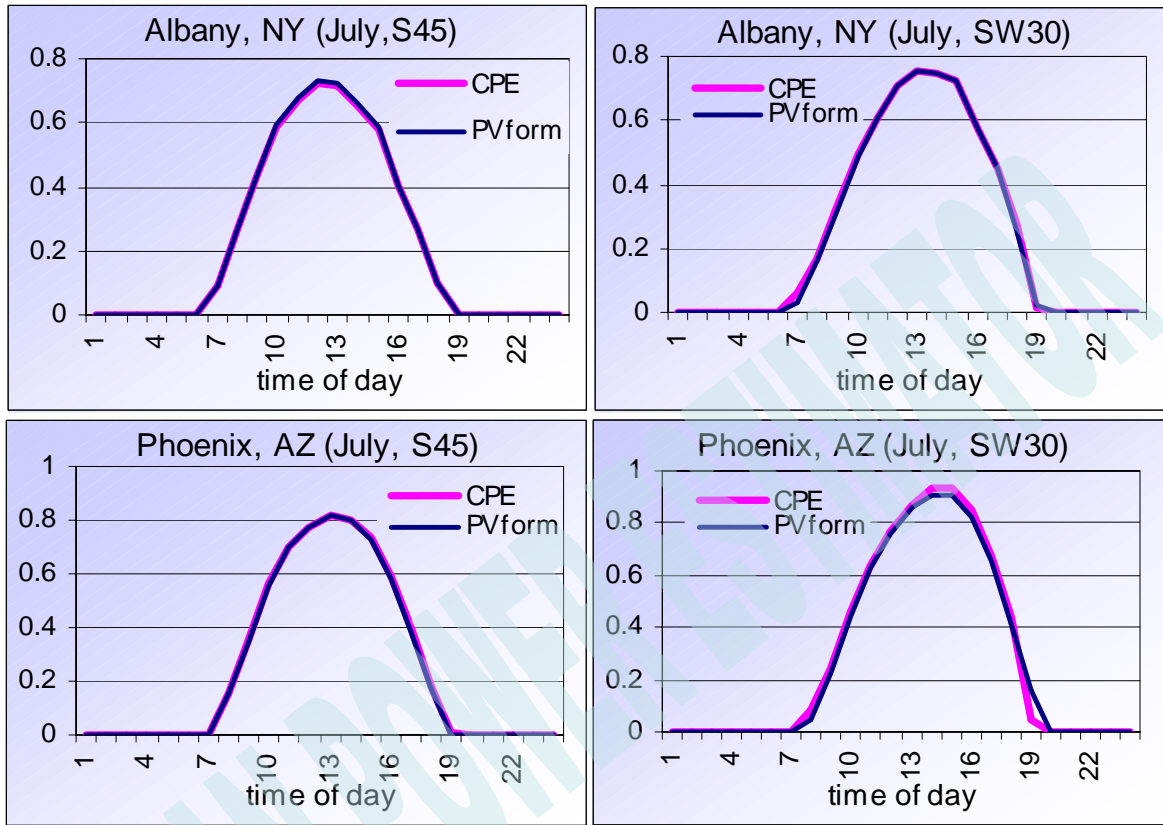 Albany, NY (July,S45)
0.8
0.6
0.4
0.2
0
CPE
PVform
1 4 7 10 13 16 19 22
time of day
Albany, NY (July, SW30)
0.8
0.6
0.4
0.2
0
CPE
PVform
1 4 7 10 13 16 19 22
time of day
Phoenix, AZ (July, S45)
1
0.8
0.6
0.4
0.2
0
CPE
PVform
1 4 7 10 13 16 19 22
time of day
Phoenix, AZ (July, SW30)
1
0.8
0.6
0.4
0.2
0
CPE
PVform
1 4 7 10 13 16 19 22
time of day
POWER ESTIMATOR